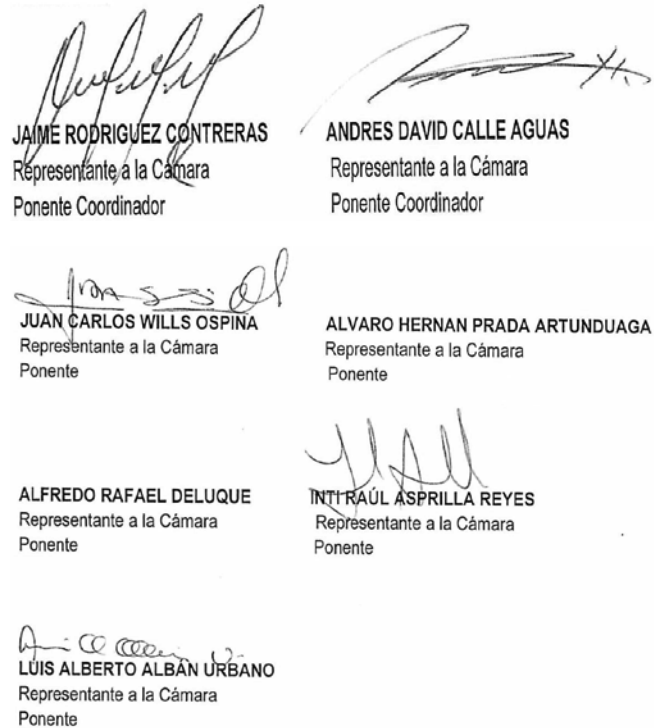 JAIME RODRIGUEZ CONTRERAS
Representante a la Cámara
Ponente Coordinador
ANDRES DAVID CALLE AGUAS
Representante a la Cámara
Ponente Coordinador
JUAN CARLOS WILLS OSPINA
Representante a la Cámara
Ponente
ALVARO HERNAN PRADA ARTUNDUAGA
Representante a la Cámara
Ponente
ALFREDO RAFAEL DELUQUE
Representante a la Cámara
Ponente
INTI RAÚL ASPRILLA REYES
Representante a la Cámara
Ponente
LUIS ALBERTO ALBÁN URBANO
Representante a la Cámara
Ponente